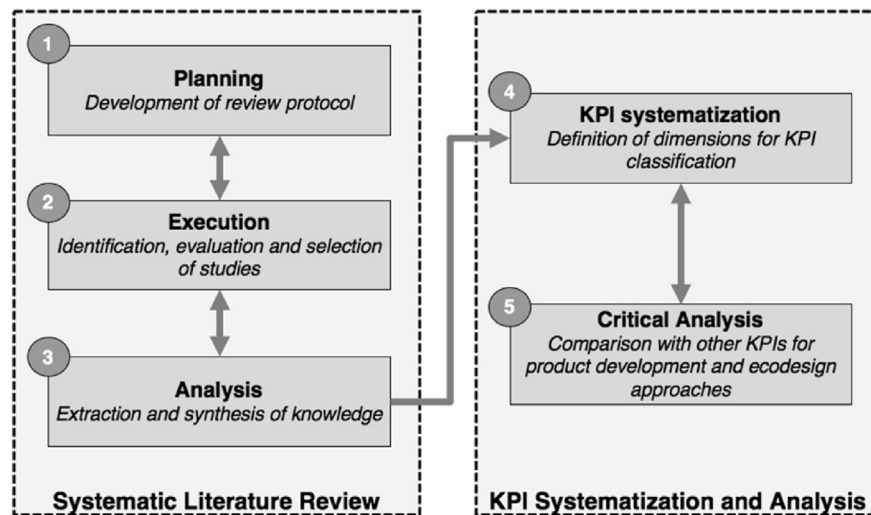 1
Planning
Development of review protocol
2
Execution
Identification, evaluation and selection
of studies
3
Analysis
Extraction and synthesis of knowledge
Systematic Literature Review
4
KPI systematization
Definition of dimensions for KPI
classification
5
Critical Analysis
Comparison with other KPIs for
product development and ecodesign
approaches
KPI Systematization and Analysis